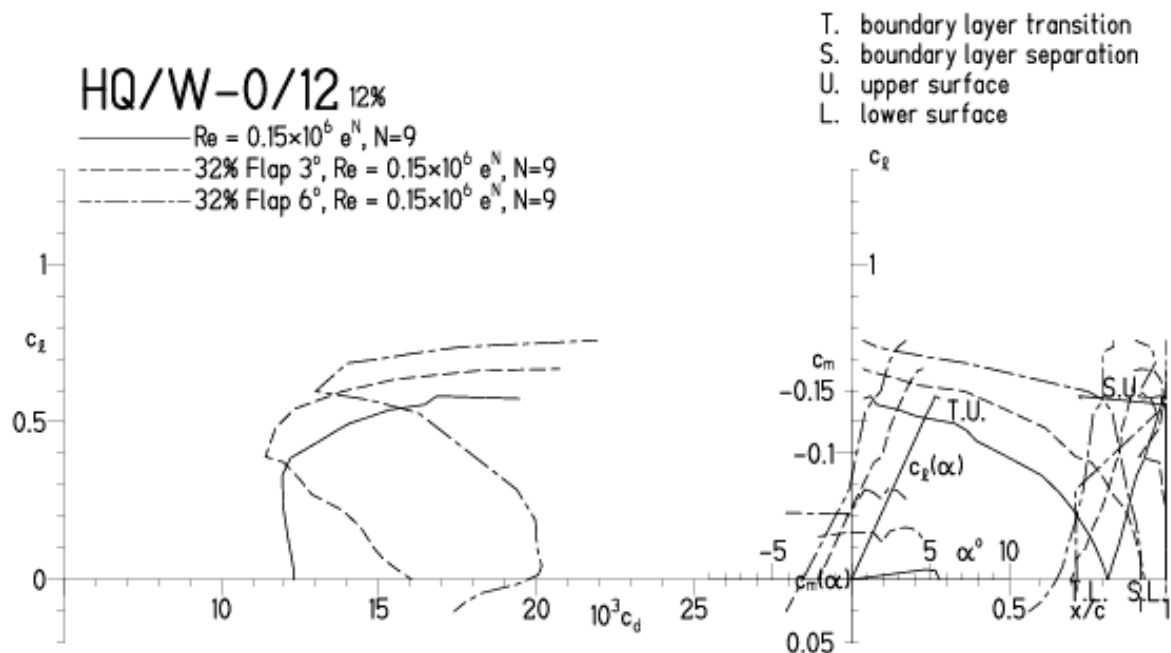 T. boundary layer transition
S. boundary layer separation
U. upper surface
L. lower surface
HQ/W-0/12 12%
Re = 0.15×10⁶ eᴺ, N=9
32% Flap 3°, Re = 0.15×10⁶ eᴺ, N=9
32% Flap 6°, Re = 0.15×10⁶ eᴺ, N=9
1
c_ℓ
0.5
0
10
15
20
10³c_d
25
c_ℓ
1
c_m
-0.15
-0.1
S.U.
T.U.
c_ℓ(α)
-5
5 α° 10
c_m(α)
T.L.
S.L.
0.5
x/c
1
0.05